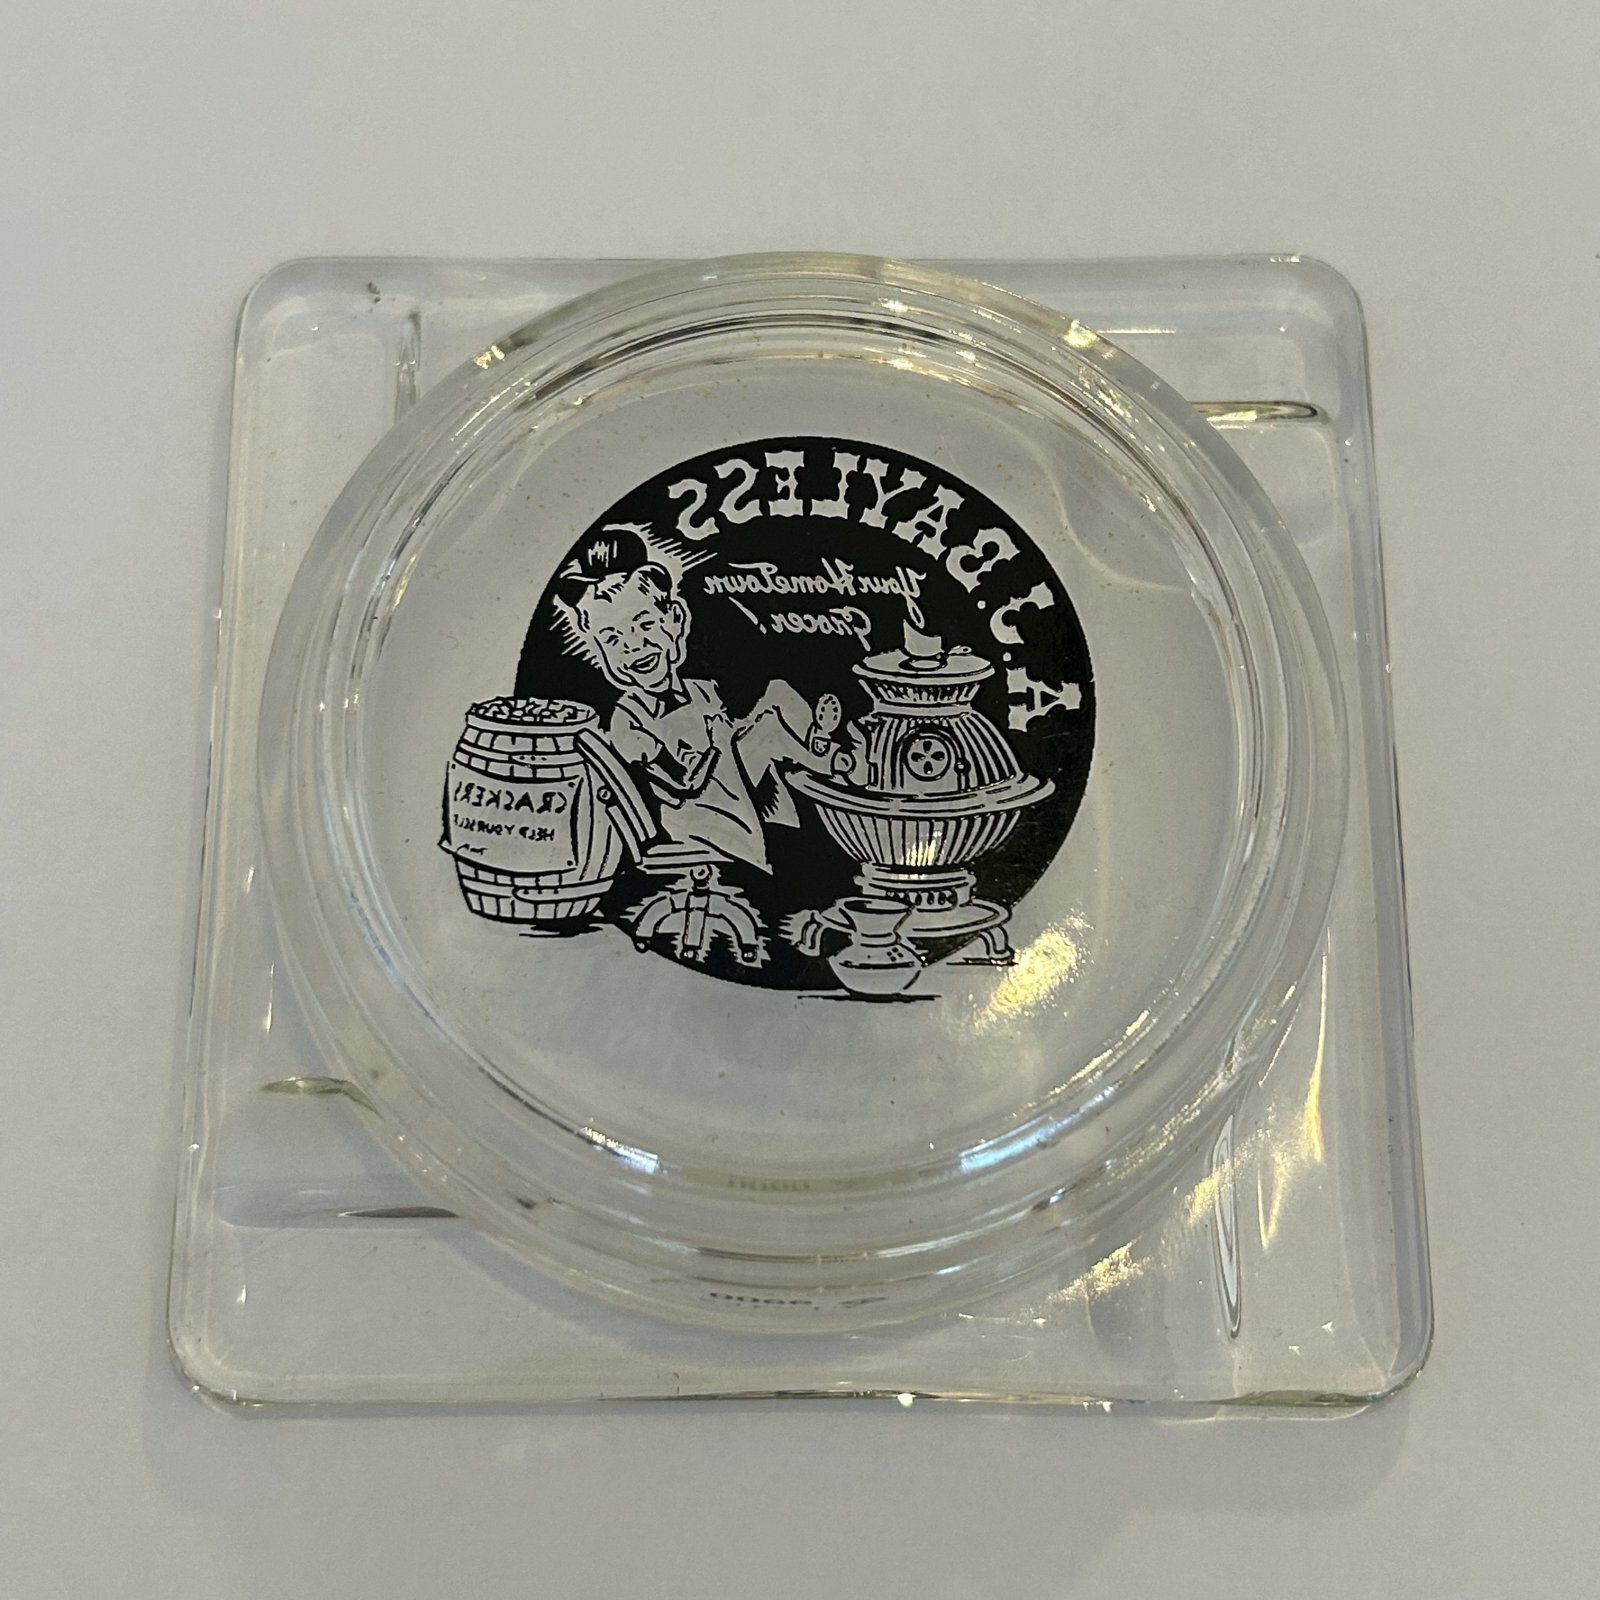 A.J. BAYLESS
Your Hometown
Grocer!
CRACKERS
HELP YOURSELF